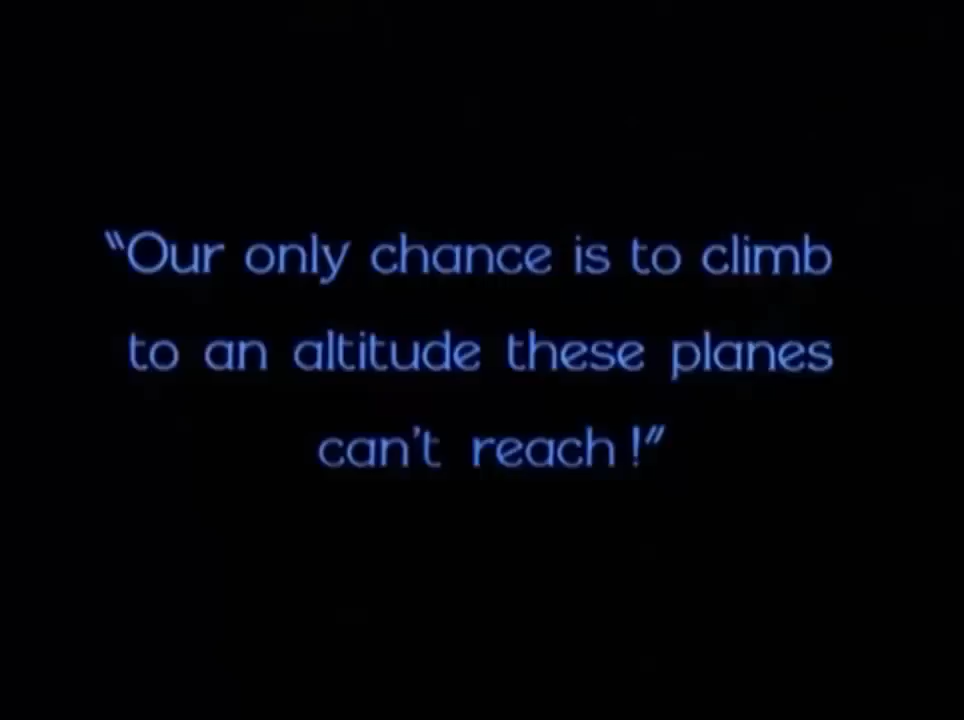 "Our only chance is to climb
to an altitude these planes
can't reach!"